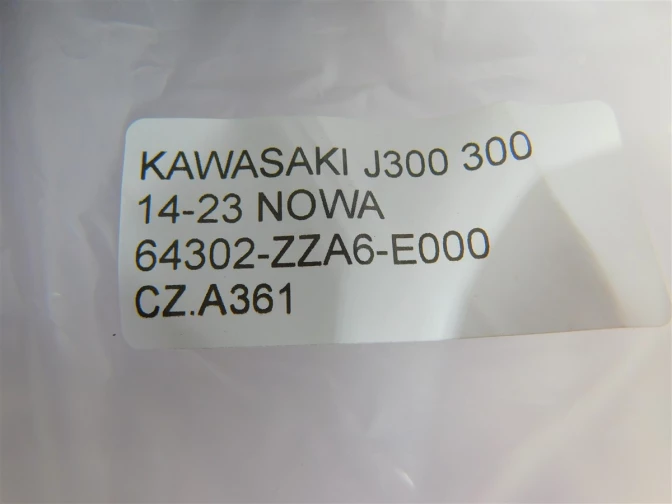 KAWASAKI J300 300
14-23 NOWA
64302-ZZA6-E000
CZ.A361